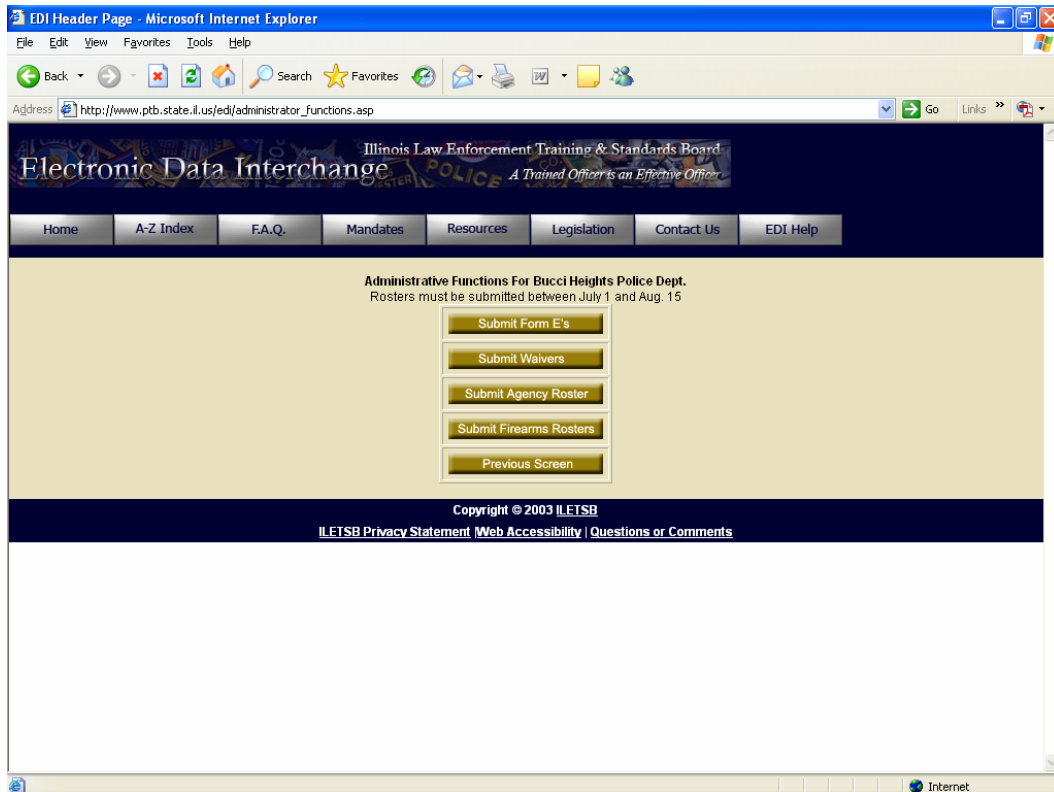 EDI Header Page - Microsoft Internet Explorer
File Edit View Favorites Tools Help
Back Search Favorites
Address http://www.ptb.state.il.us/edi/administrator_functions.asp Go Links »
Illinois Law Enforcement Training & Standards Board
Electronic Data Interchange
POLICE A Trained Officer is an Effective Officer
Home A-Z Index F.A.Q. Mandates Resources Legislation Contact Us EDI Help
Administrative Functions For Bucci Heights Police Dept.
Rosters must be submitted between July 1 and Aug. 15
Submit Form E's
Submit Waivers
Submit Agency Roster
Submit Firearms Rosters
Previous Screen
Copyright © 2003 ILETSB
ILETSB Privacy Statement |Web Accessibility | Questions or Comments
Internet